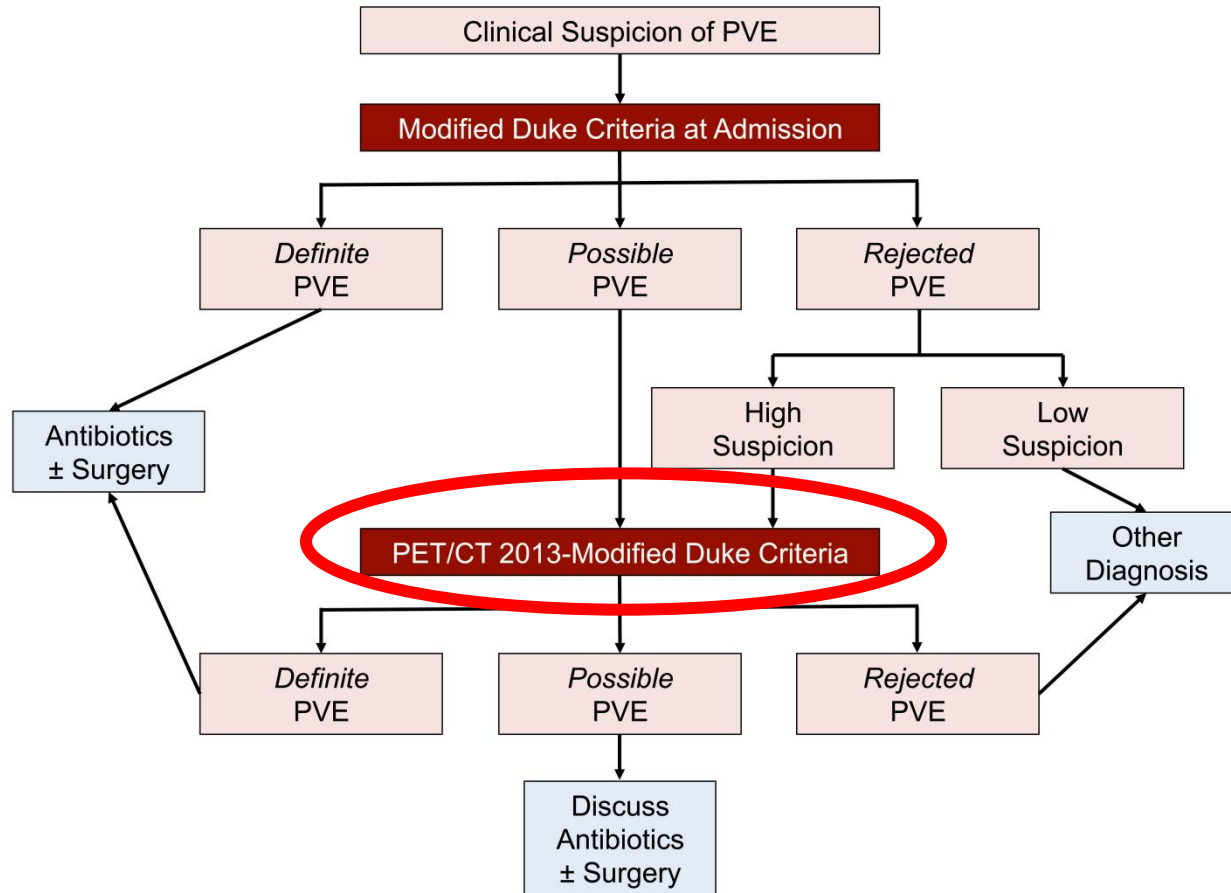 Clinical Suspicion of PVE
Modified Duke Criteria at Admission
Definite
PVE
Possible
PVE
Rejected
PVE
High
Suspicion
Low
Suspicion
Antibiotics
± Surgery
PET/CT 2013-Modified Duke Criteria
Other
Diagnosis
Definite
PVE
Possible
PVE
Rejected
PVE
Discuss
Antibiotics
± Surgery